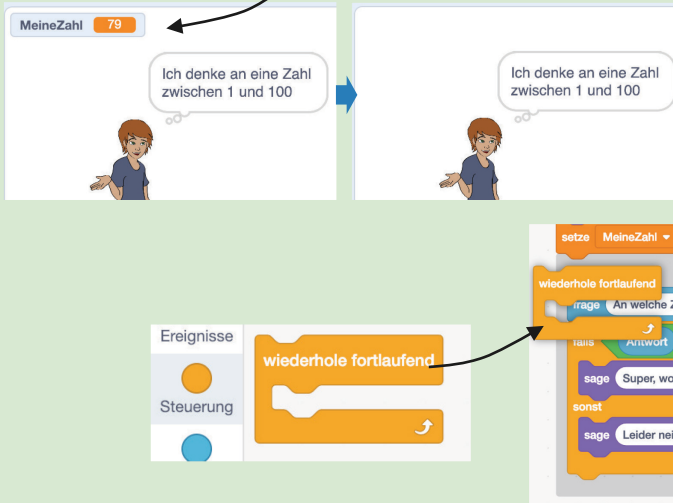 MeineZahl 79
Ich denke an eine Zahl
zwischen 1 und 100
Ich denke an eine Zahl
zwischen 1 und 100
Ereignisse
Steuerung
wiederhole fortlaufend
setze MeineZahl
wiederhole fortlaufend
frage An welche
falls Antwort
sage Super,
sonst
sage Leider